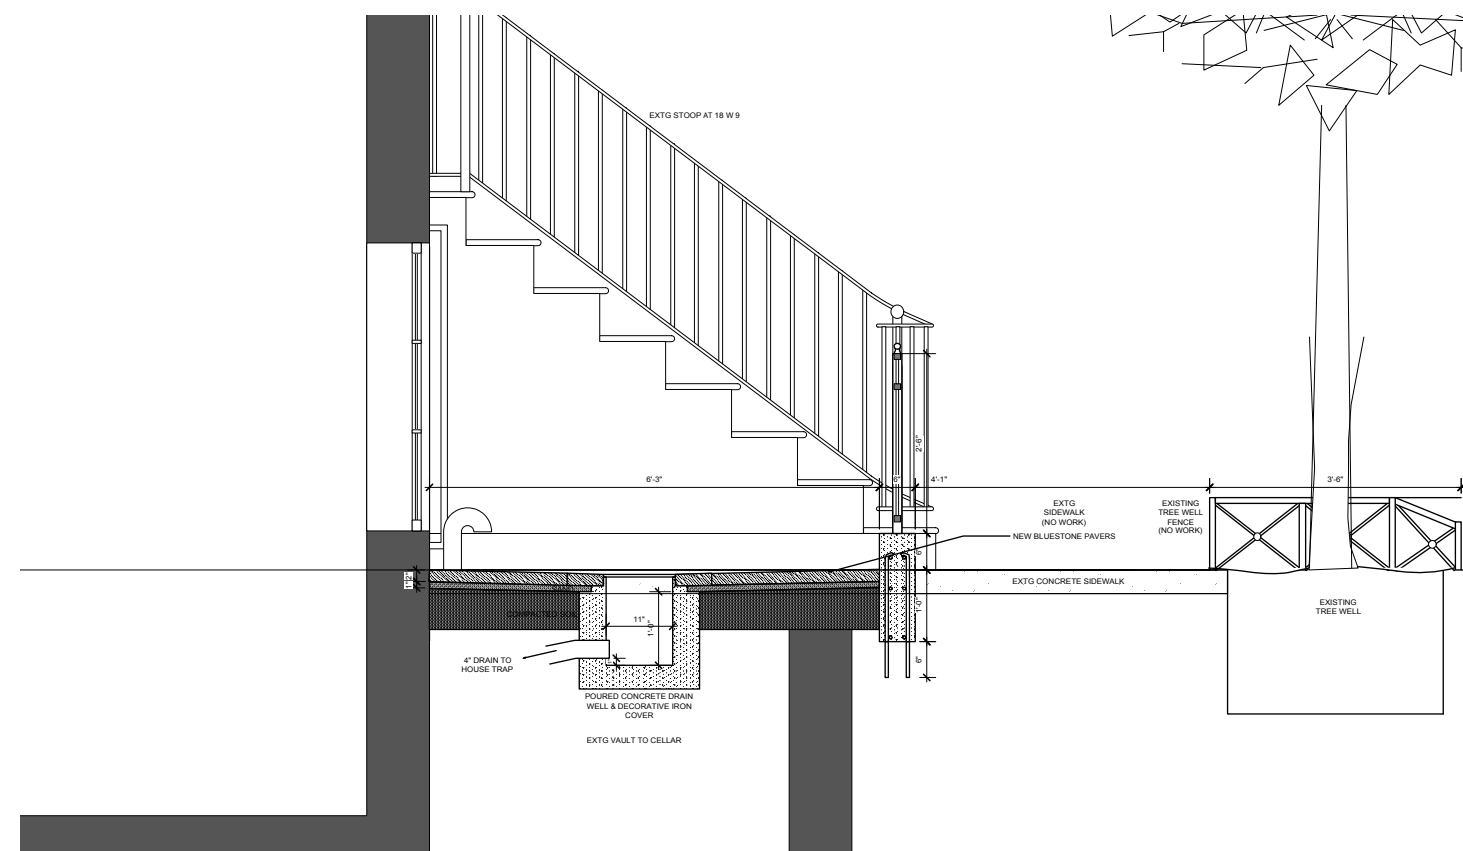 EXTG STOOP AT 18 W 9
2'-6"
6'-3"
6"
4'-1"
3'-6"
EXTG
SIDEWALK
(NO WORK)
EXISTING
TREE WELL
FENCE
(NO WORK)
NEW BLUESTONE PAVERS
6"
2"
1"
EXTG CONCRETE SIDEWALK
COMPACTED SOIL
1'-0"
11"
1'-0"
EXISTING
TREE WELL
4" DRAIN TO
HOUSE TRAP
6"
POURED CONCRETE DRAIN
WELL & DECORATIVE IRON
COVER
EXTG VAULT TO CELLAR